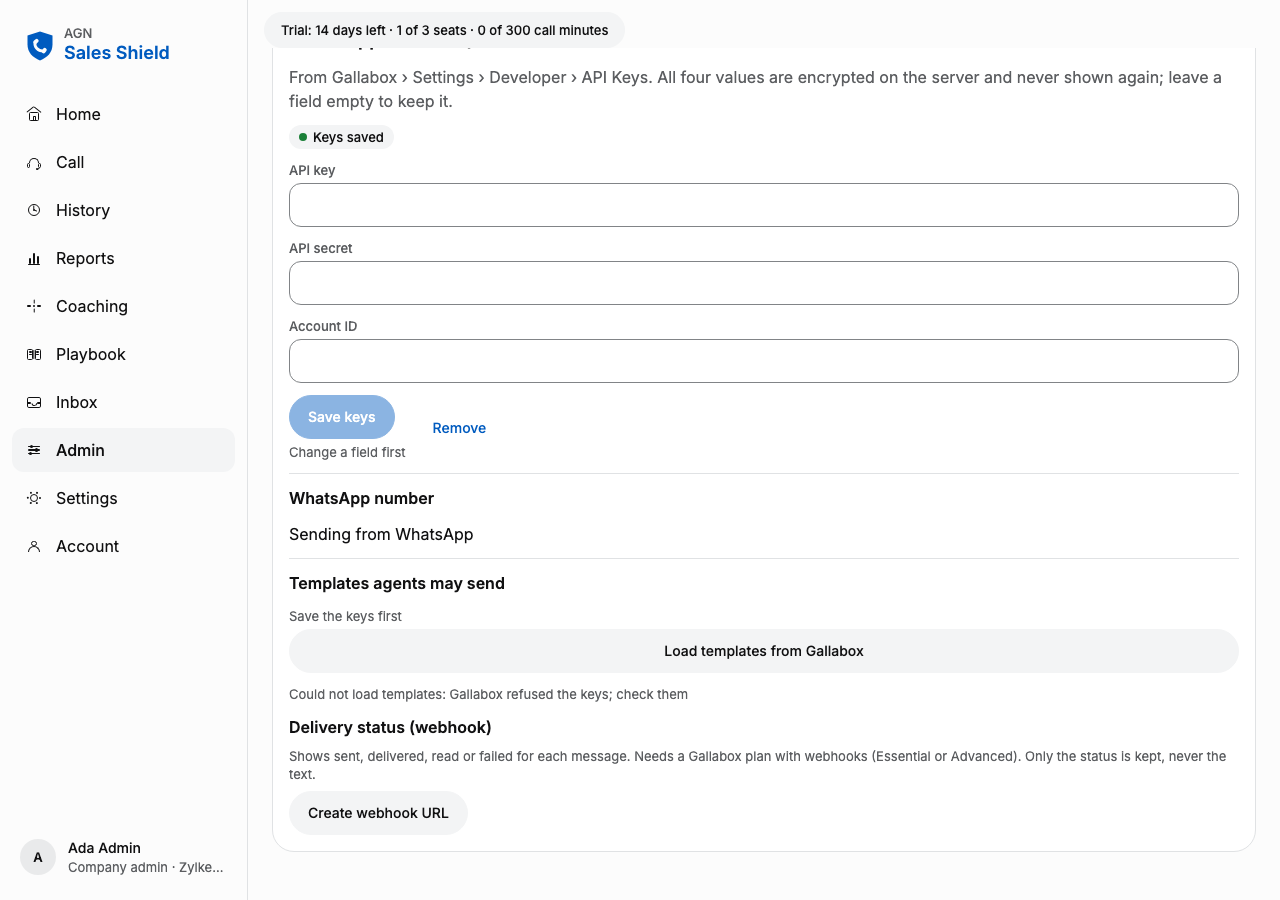 AGN
Sales Shield
Home
Call
History
Reports
Coaching
Playbook
Inbox
Admin
Settings
Account
A
Ada Admin
Company admin · Zylke...
Trial: 14 days left · 1 of 3 seats · 0 of 300 call minutes
From Gallabox › Settings › Developer › API Keys. All four values are encrypted on the server and never shown again; leave a
field empty to keep it.
Keys saved
API key
API secret
Account ID
Save keys
Remove
Change a field first
WhatsApp number
Sending from WhatsApp
Templates agents may send
Save the keys first
Load templates from Gallabox
Could not load templates: Gallabox refused the keys; check them
Delivery status (webhook)
Shows sent, delivered, read or failed for each message. Needs a Gallabox plan with webhooks (Essential or Advanced). Only the status is kept, never the
text.
Create webhook URL